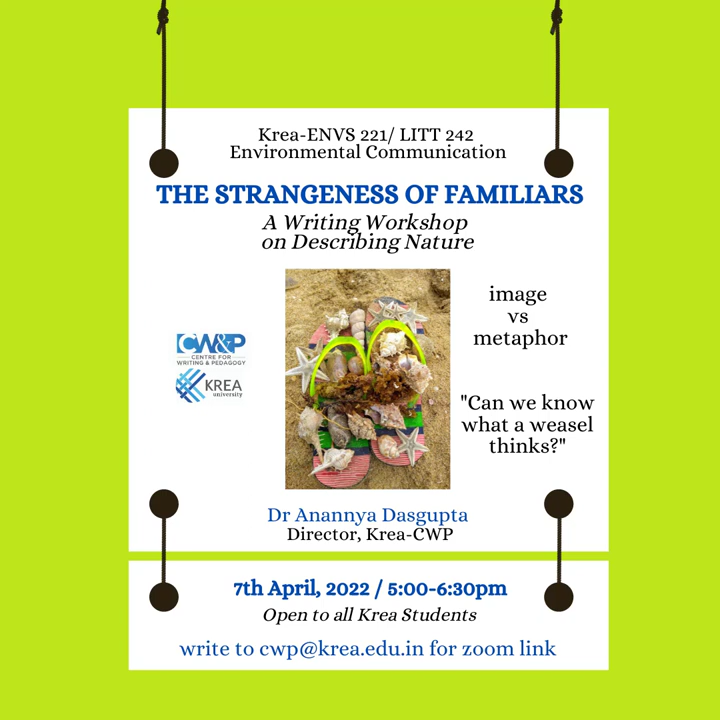 Krea-ENVS 221/ LITT 242
Environmental Communication
THE STRANGENESS OF FAMILIARS
A Writing Workshop
on Describing Nature
image
vs
metaphor
CW&P
CENTRE FOR
WRITING & PEDAGOGY
KREA
university
"Can we know
what a weasel
thinks?"
Dr Anannya Dasgupta
Director, Krea-CWP
7th April, 2022 / 5:00-6:30pm
Open to all Krea Students
write to cwp@krea.edu.in for zoom link